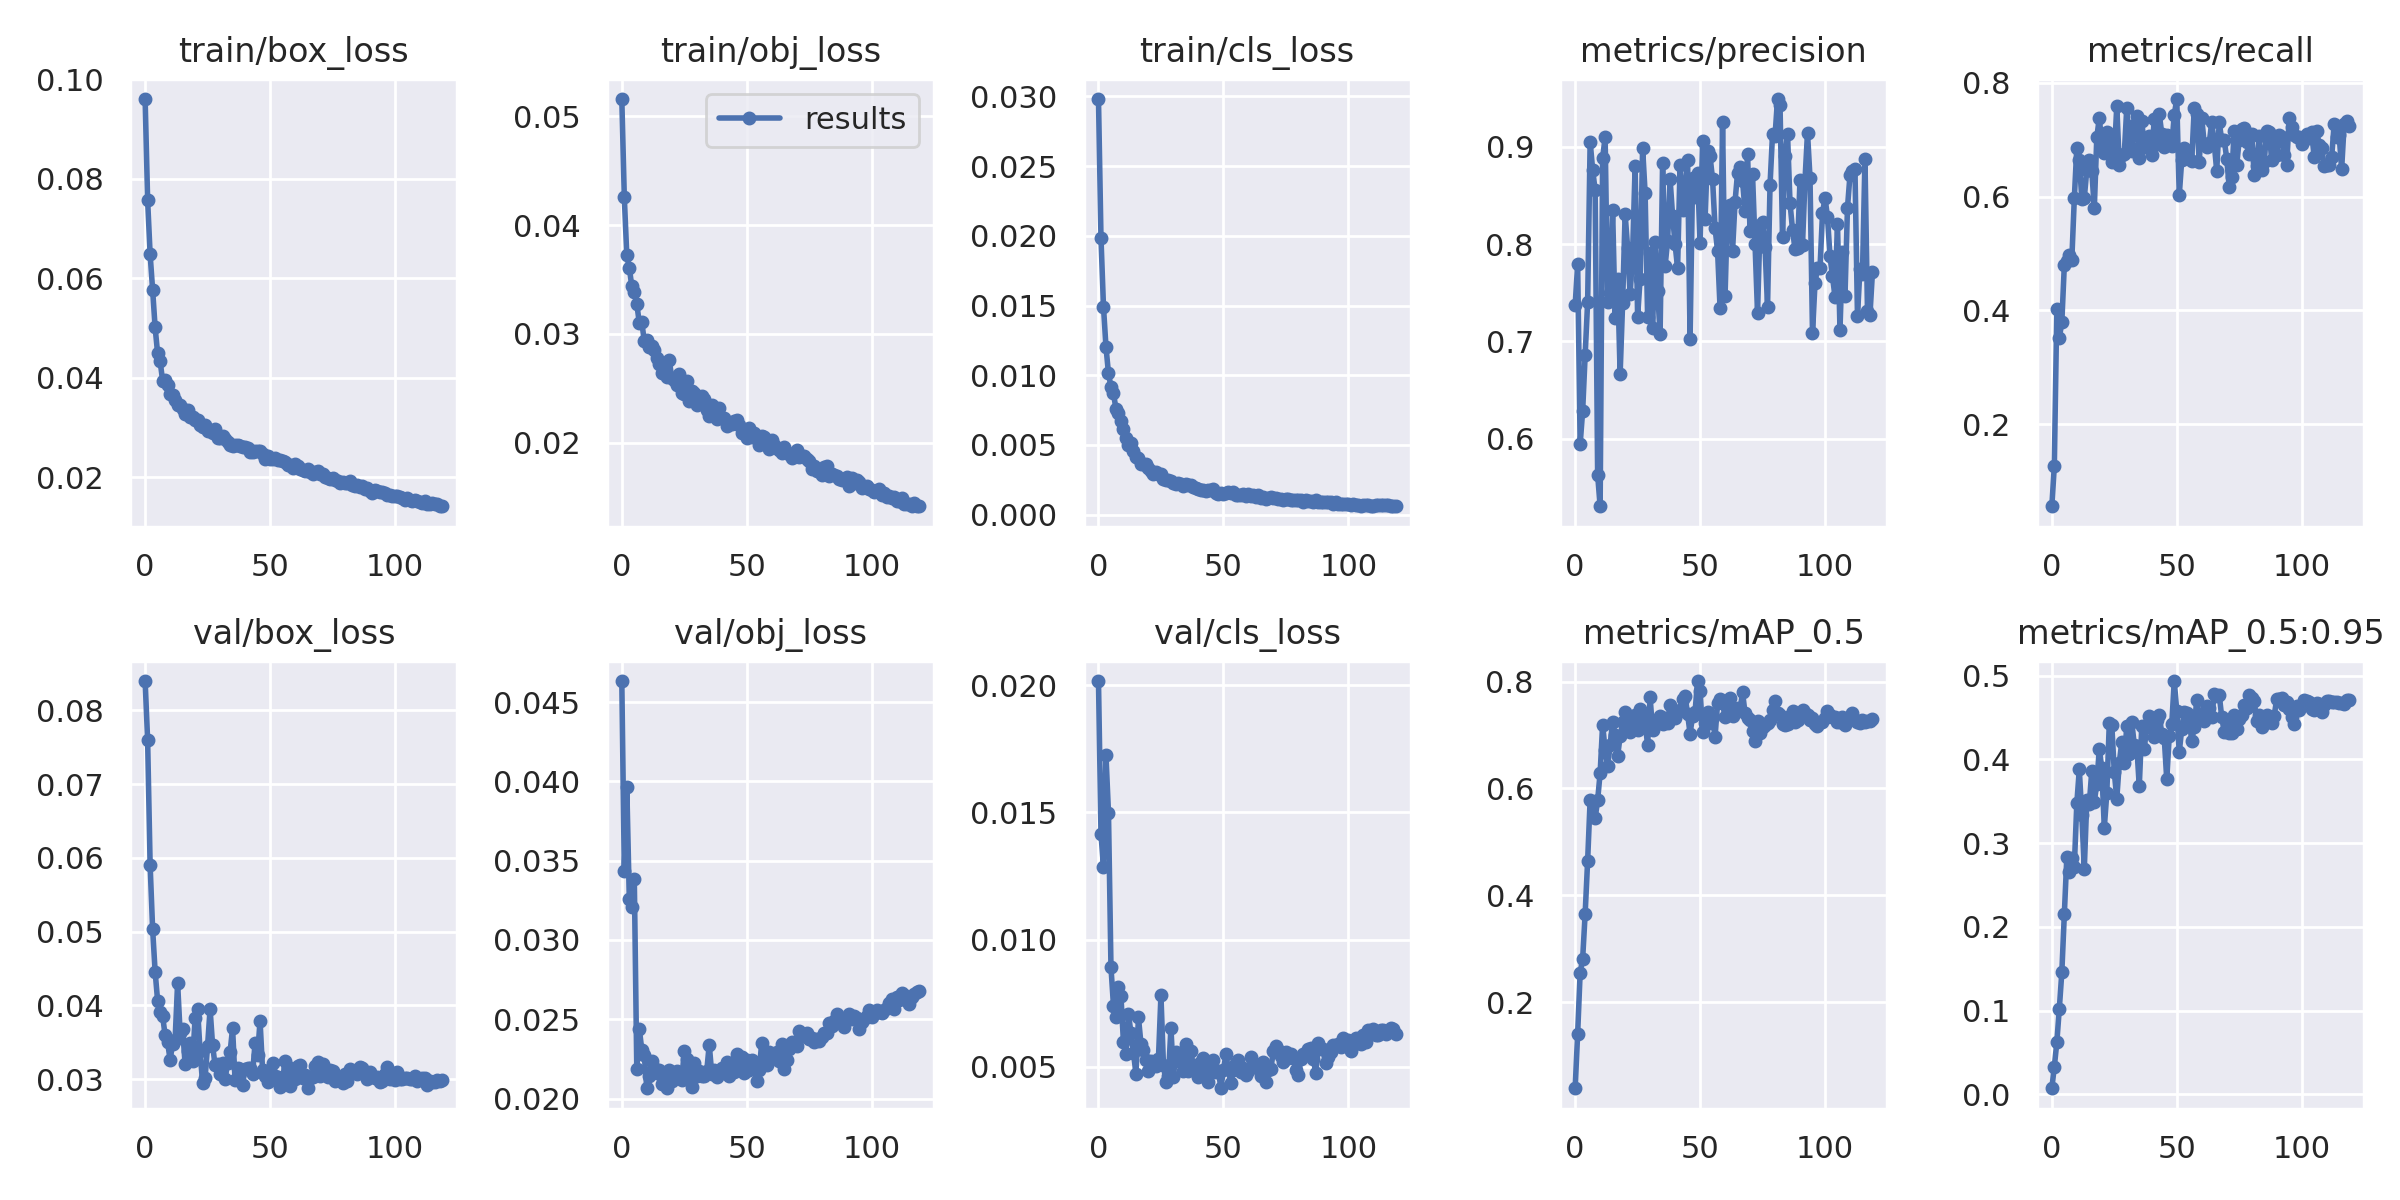 train/box_loss
0.10
0.08
0.06
0.04
0.02
0 50 100
train/obj_loss
results
0.05
0.04
0.03
0.02
0 50 100
train/cls_loss
0.030
0.025
0.020
0.015
0.010
0.005
0.000
0 50 100
metrics/precision
0.9
0.8
0.7
0.6
0 50 100
metrics/recall
0.8
0.6
0.4
0.2
0 50 100
val/box_loss
0.08
0.07
0.06
0.05
0.04
0.03
0 50 100
val/obj_loss
0.045
0.040
0.035
0.030
0.025
0.020
0 50 100
val/cls_loss
0.020
0.015
0.010
0.005
0 50 100
metrics/mAP_0.5
0.8
0.6
0.4
0.2
0 50 100
metrics/mAP_0.5:0.95
0.5
0.4
0.3
0.2
0.1
0.0
0 50 100